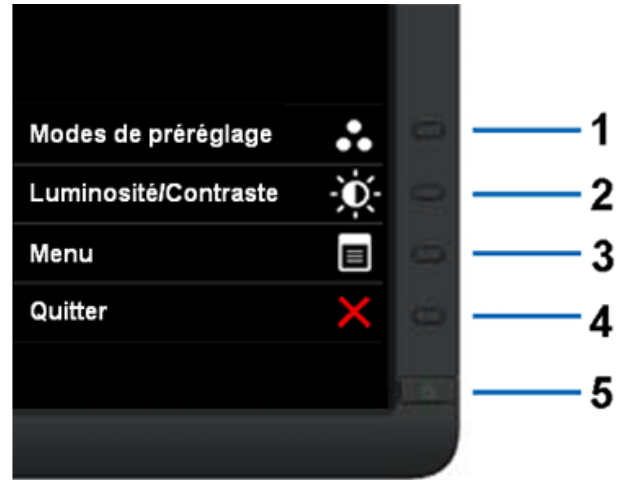 Modes de préréglage 1
Luminosité/Contraste 2
Menu 3
Quitter 4
5